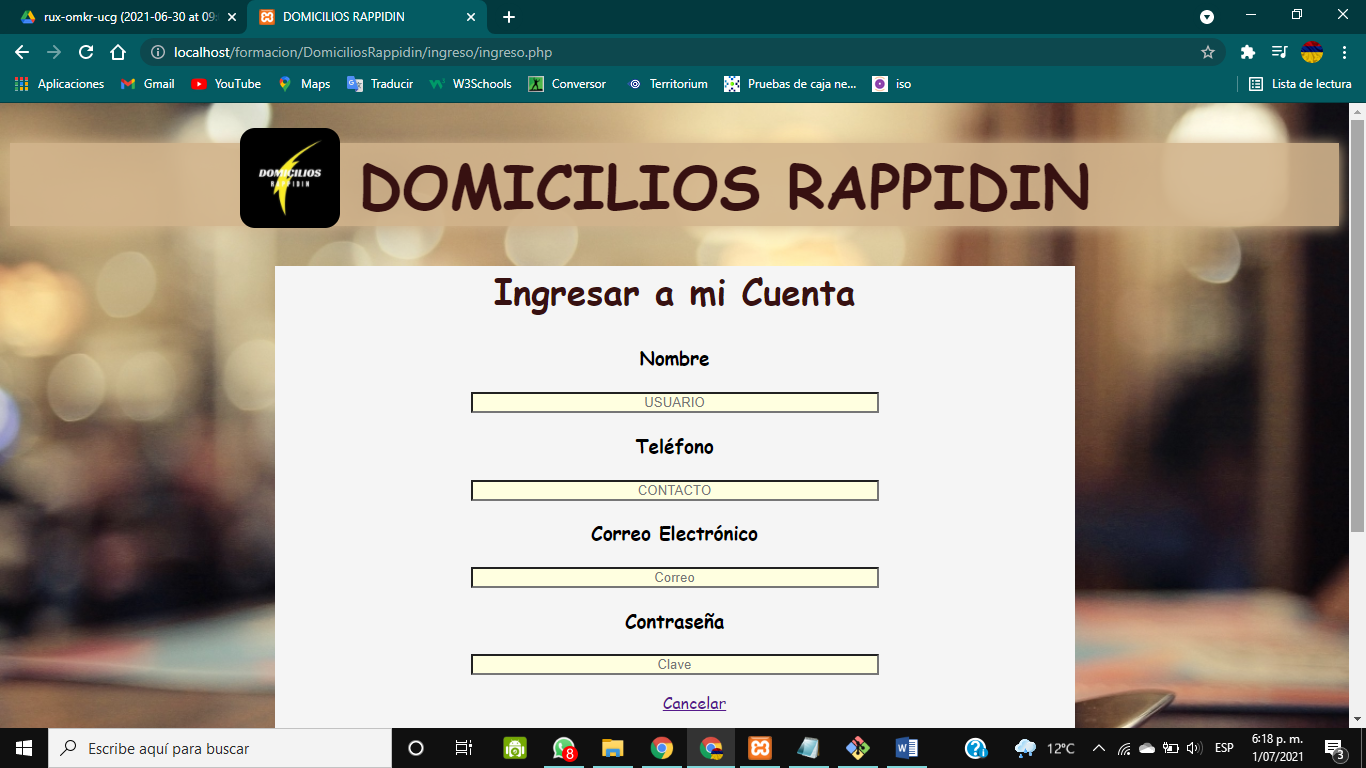 rux-omkr-ucg (2021-06-30 at 09:
DOMICILIOS RAPPIDIN
localhost/formacion/DomiciliosRappidin/ingreso/ingreso.php
Aplicaciones Gmail YouTube Maps Traducir W3Schools Conversor Territorium Pruebas de caja ne... iso Lista de lectura
DOMICILIOS
RAPPIDIN
DOMICILIOS RAPPIDIN
Ingresar a mi Cuenta
Nombre
USUARIO
Teléfono
CONTACTO
Correo Electrónico
Correo
Contraseña
Clave
Cancelar
Escribe aquí para buscar
8
12°C
ESP
6:18 p. m.
1/07/2021
3